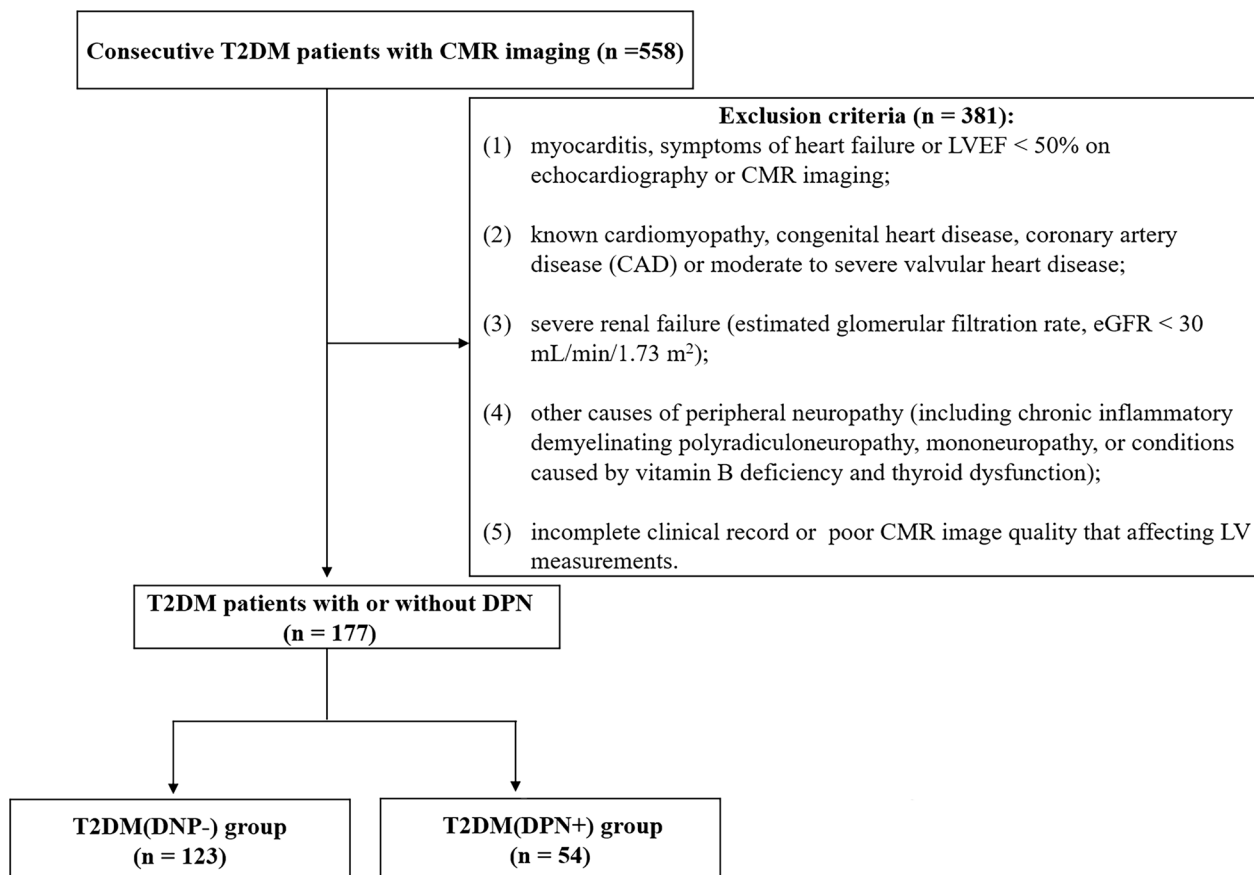 Consecutive T2DM patients with CMR imaging (n =558)
Exclusion criteria (n = 381):
(1) myocarditis, symptoms of heart failure or LVEF < 50% on
echocardiography or CMR imaging;
(2) known cardiomyopathy, congenital heart disease, coronary artery
disease (CAD) or moderate to severe valvular heart disease;
(3) severe renal failure (estimated glomerular filtration rate, eGFR < 30
mL/min/1.73 m²);
(4) other causes of peripheral neuropathy (including chronic inflammatory
demyelinating polyradiculoneuropathy, mononeuropathy, or conditions
caused by vitamin B deficiency and thyroid dysfunction);
(5) incomplete clinical record or  poor CMR image quality that affecting LV
measurements.
T2DM patients with or without DPN
(n = 177)
T2DM(DNP-) group
(n = 123)
T2DM(DPN+) group
(n = 54)